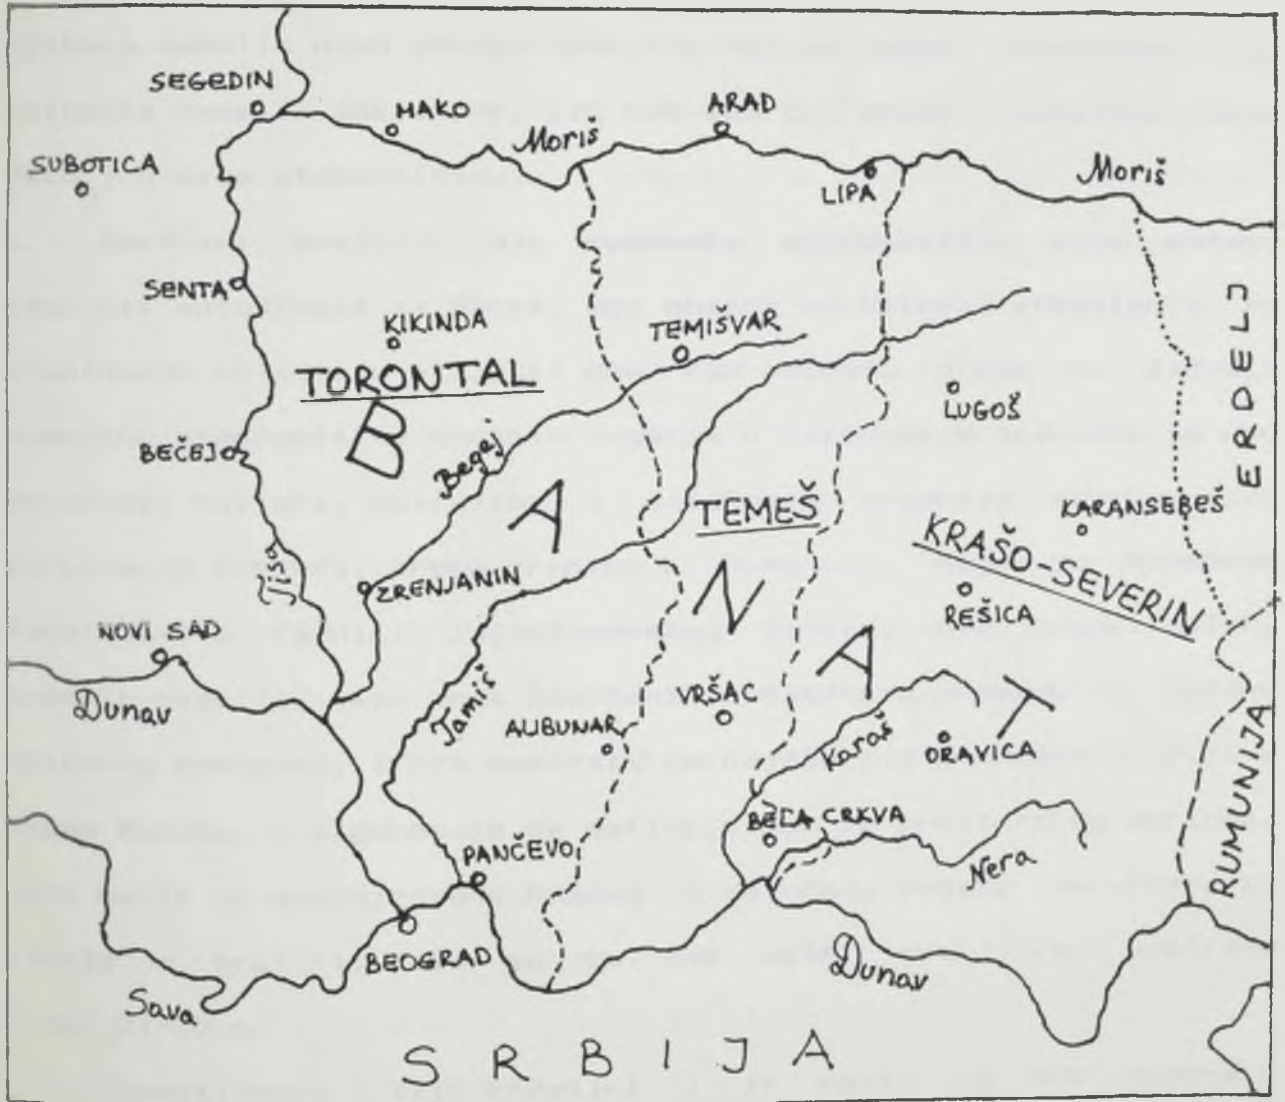 SEGEDIN
MAKO
Moriš
ARAD
SUBOTICA
LIPA
Moriš
SENTA
KIKINDA
TEMIŠVAR
ERDELJ
TORONTAL
LUGOŠ
BEČEJ
Begej
BANAT
TEMEŠ
KARANSEBEŠ
KRAŠO-SEVERIN
Tisa
ZRENJANIN
REŠICA
NOVI SAD
Dunav
Tamiš
VRŠAC
ALIBUNAR
Karaš
ORAVICA
RUMUNIJA
BELA CRKVA
PANČEVO
Nera
BEOGRAD
Dunav
Sava
SRBIJA